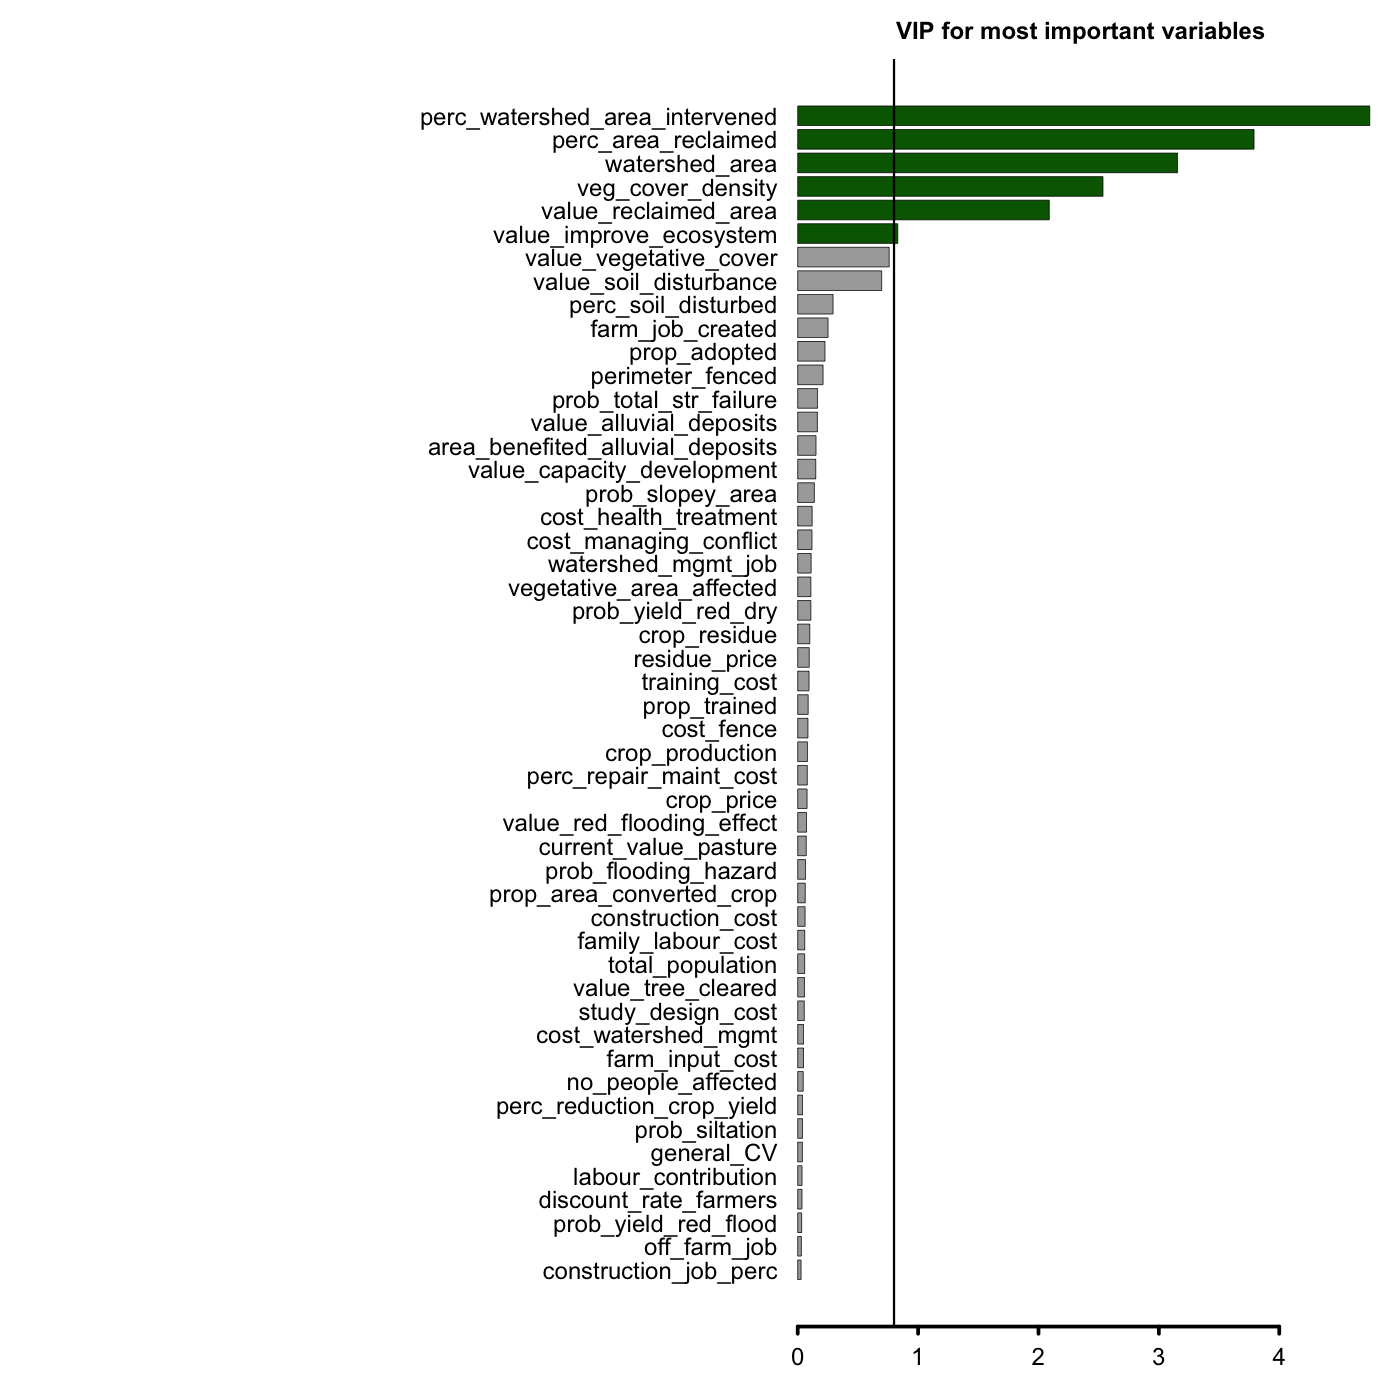 VIP for most important variables
perc_watershed_area_intervened
perc_area_reclaimed
watershed_area
veg_cover_density
value_reclaimed_area
value_improve_ecosystem
value_vegetative_cover
value_soil_disturbance
perc_soil_disturbed
farm_job_created
prop_adopted
perimeter_fenced
prob_total_str_failure
value_alluvial_deposits
area_benefited_alluvial_deposits
value_capacity_development
prob_slopey_area
cost_health_treatment
cost_managing_conflict
watershed_mgmt_job
vegetative_area_affected
prob_yield_red_dry
crop_residue
residue_price
training_cost
prop_trained
cost_fence
crop_production
perc_repair_maint_cost
crop_price
value_red_flooding_effect
current_value_pasture
prob_flooding_hazard
prop_area_converted_crop
construction_cost
family_labour_cost
total_population
value_tree_cleared
study_design_cost
cost_watershed_mgmt
farm_input_cost
no_people_affected
perc_reduction_crop_yield
prob_siltation
general_CV
labour_contribution
discount_rate_farmers
prob_yield_red_flood
off_farm_job
construction_job_perc
0 1 2 3 4